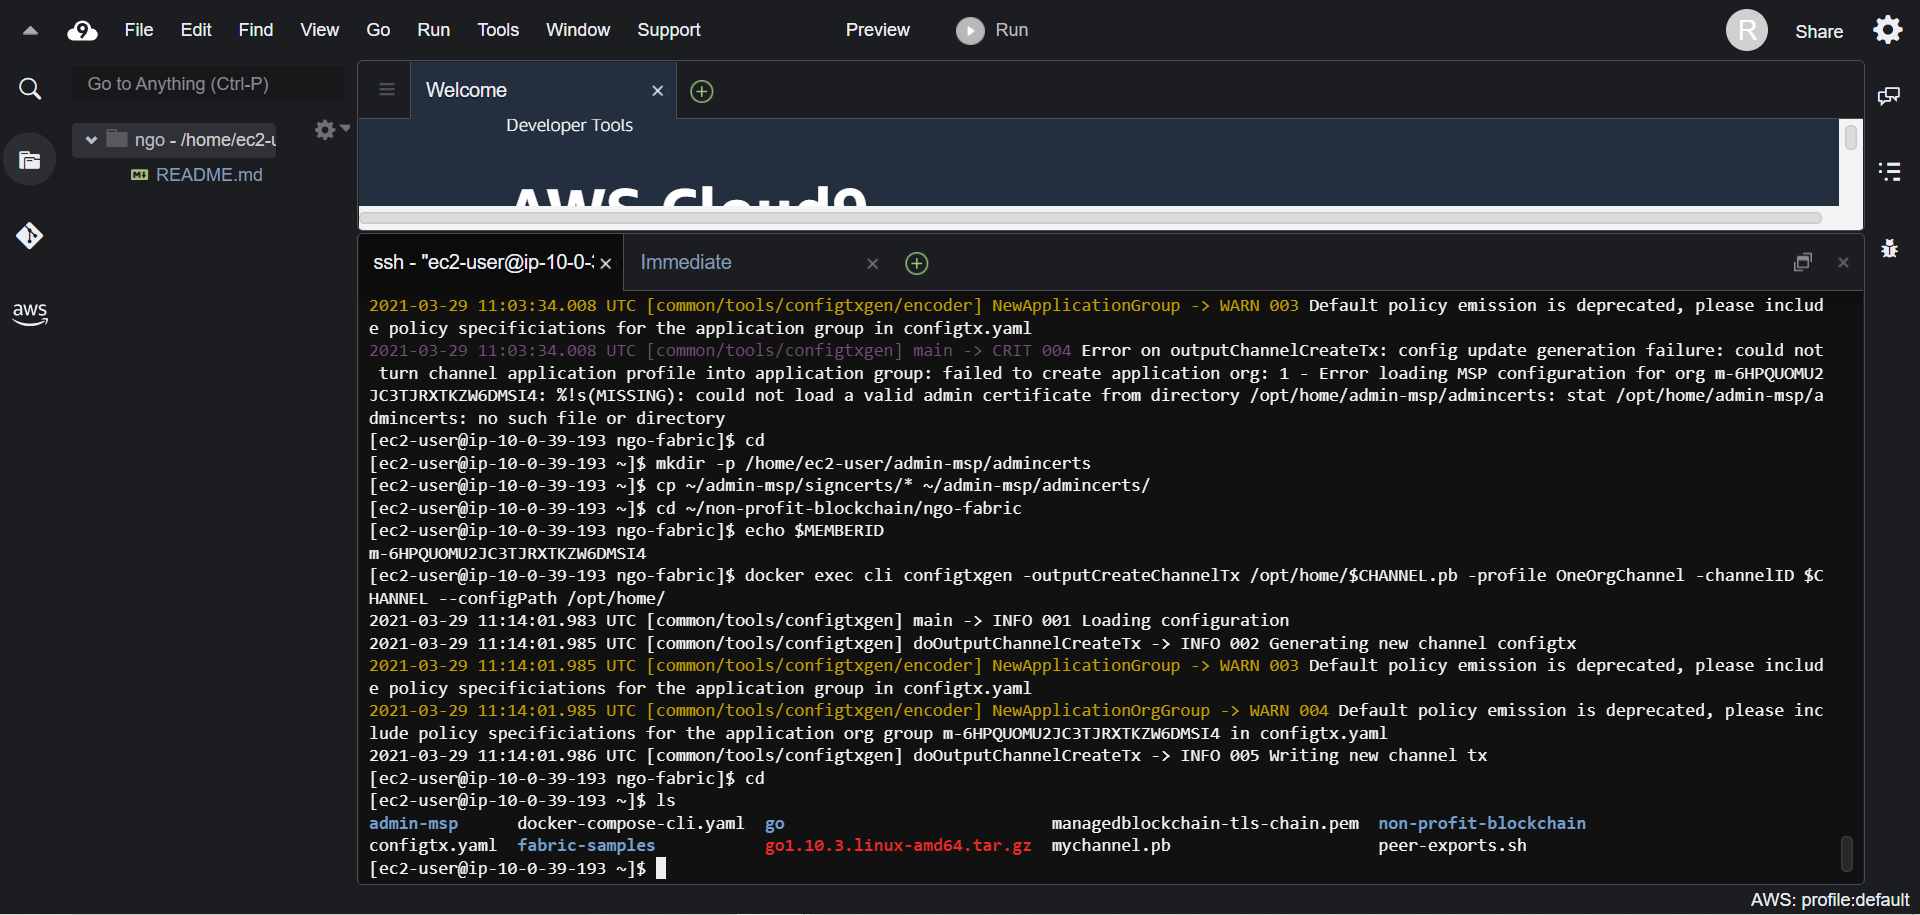 File Edit Find View Go Run Tools Window Support Preview Run R Share
Go to Anything (Ctrl-P)
Welcome
ngo - /home/ec2-u
README.md
aws
Developer Tools
AWS Cloud9
ssh - "ec2-user@ip-10-0-3 Immediate
2021-03-29 11:03:34.008 UTC [common/tools/configtxgen/encoder] NewApplicationGroup -> WARN 003 Default policy emission is deprecated, please includ
e policy specificiations for the application group in configtx.yaml
2021-03-29 11:03:34.008 UTC [common/tools/configtxgen] main -> CRIT 004 Error on outputChannelCreateTx: config update generation failure: could not
turn channel application profile into application group: failed to create application org: 1 - Error loading MSP configuration for org m-6HPQUOMU2
JC3TJRXTKZW6DMSI4: %!s(MISSING): could not load a valid admin certificate from directory /opt/home/admin-msp/admincerts: stat /opt/home/admin-msp/a
dmincerts: no such file or directory
[ec2-user@ip-10-0-39-193 ngo-fabric]$ cd
[ec2-user@ip-10-0-39-193 ~]$ mkdir -p /home/ec2-user/admin-msp/admincerts
[ec2-user@ip-10-0-39-193 ~]$ cp ~/admin-msp/signcerts/* ~/admin-msp/admincerts/
[ec2-user@ip-10-0-39-193 ~]$ cd ~/non-profit-blockchain/ngo-fabric
[ec2-user@ip-10-0-39-193 ngo-fabric]$ echo $MEMBERID
m-6HPQUOMU2JC3TJRXTKZW6DMSI4
[ec2-user@ip-10-0-39-193 ngo-fabric]$ docker exec cli configtxgen -outputCreateChannelTx /opt/home/$CHANNEL.pb -profile OneOrgChannel -channelID $C
HANNEL --configPath /opt/home/
2021-03-29 11:14:01.983 UTC [common/tools/configtxgen] main -> INFO 001 Loading configuration
2021-03-29 11:14:01.985 UTC [common/tools/configtxgen] doOutputChannelCreateTx -> INFO 002 Generating new channel configtx
2021-03-29 11:14:01.985 UTC [common/tools/configtxgen/encoder] NewApplicationGroup -> WARN 003 Default policy emission is deprecated, please includ
e policy specificiations for the application group in configtx.yaml
2021-03-29 11:14:01.985 UTC [common/tools/configtxgen/encoder] NewApplicationOrgGroup -> WARN 004 Default policy emission is deprecated, please inc
lude policy specificiations for the application org group m-6HPQUOMU2JC3TJRXTKZW6DMSI4 in configtx.yaml
2021-03-29 11:14:01.986 UTC [common/tools/configtxgen] doOutputChannelCreateTx -> INFO 005 Writing new channel tx
[ec2-user@ip-10-0-39-193 ngo-fabric]$ cd
[ec2-user@ip-10-0-39-193 ~]$ ls
admin-msp docker-compose-cli.yaml go managedblockchain-tls-chain.pem non-profit-blockchain
configtx.yaml fabric-samples go1.10.3.linux-amd64.tar.gz mychannel.pb peer-exports.sh
[ec2-user@ip-10-0-39-193 ~]$
AWS: profile:default